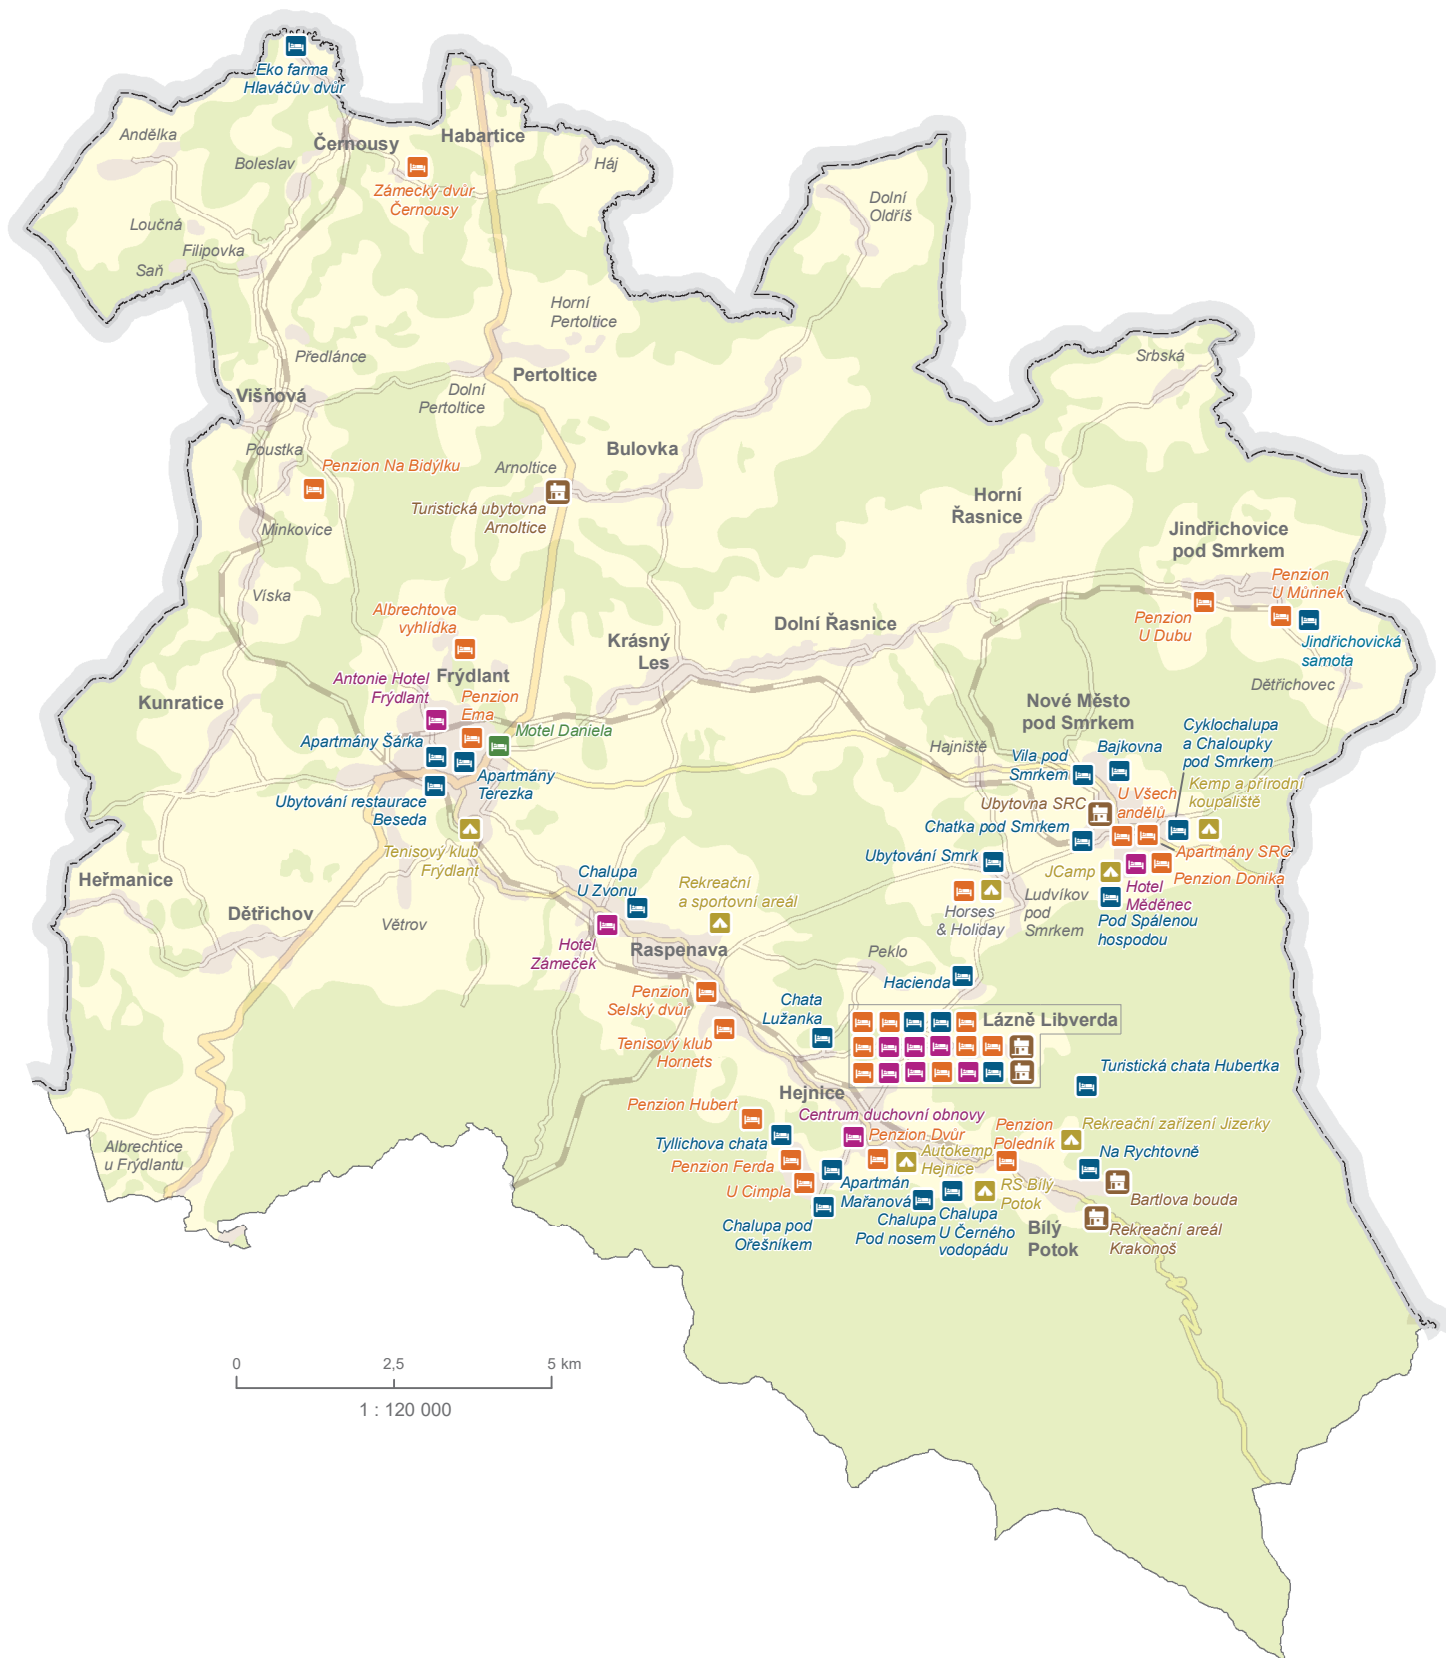 Eko farma
Hlaváčův dvůr
Andělka
Boleslav
Černousy
Habartice
Háj
Zámecký dvůr
Černousy
Dolní
Oldříš
Loučná
Filipovka
Saň
Horní
Pertoltice
Předlánce
Srbská
Pertoltice
Višňová
Dolní
Pertoltice
Poustka
Bulovka
Penzion Na Bidýlku
Arnoltice
Turistická ubytovna
Arnoltice
Horní
Řasnice
Minkovice
Jindřichovice
pod Smrkem
Penzion
U Můrinek
Víska
Albrechtova
vyhlídka
Penzion
U Dubu
Dolní Řasnice
Krásný
Les
Jindřichovická
samota
Antonie Hotel
Frýdlant
Frýdlant
Penzion
Ema
Dětřichovec
Kunratice
Nové Město
pod Smrkem
Motel Daniela
Apartmány Šárka
Cyklochalupa
a Chaloupky
pod Smrkem
Hajniště
Vila pod
Smrkem
Bajkovna
Apartmány
Terezka
Kemp a přírodní
koupaliště
Ubytování restaurace
Beseda
Ubytovna SRC
U Všech
andělů
Chatka pod Smrkem
Tenisový klub
Frýdlant
Ubytování Smrk
Apartmány SRC
Heřmanice
Chalupa
U Zvonu
Rekreační
a sportovní areál
JCamp
Penzion Donika
Hotel
Měděnec
Ludvíkov
pod
Smrkem
Horses
& Holiday
Dětřichov
Větrov
Pod Spálenou
hospodou
Hotel
Zámeček
Raspenava
Peklo
Hacienda
Penzion
Selský dvůr
Chata
Lužanka
Lázně Libverda
Tenisový klub
Hornets
Turistická chata Hubertka
Hejnice
Penzion Hubert
Centrum duchovní obnovy
Tyllichova chata
Penzion Dvůr
Penzion
Poledník
Rekreační zařízení Jizerky
Albrechtice
u Frýdlantu
Penzion Ferda
Autokemp
Hejnice
Na Rychtovně
U Cimpla
Apartmán
Mařanová
RS Bílý
Potok
Bartlova bouda
Chalupa pod
Ořešníkem
Chalupa
Pod nosem
Chalupa
U Černého
vodopádu
Bílý
Potok
Rekreační areál
Krakonoš
0 2,5 5 km
1 : 120 000